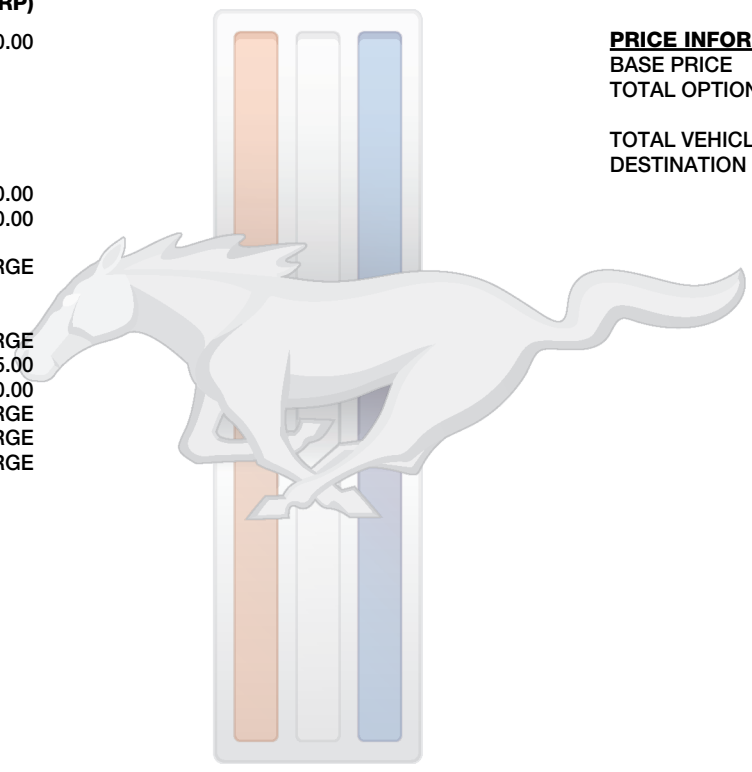 RP)
0.00
0.00
0.00
RGE
RGE
5.00
0.00
RGE
RGE
RGE
PRICE INFOR
BASE PRICE
TOTAL OPTION
TOTAL VEHICL
DESTINATION